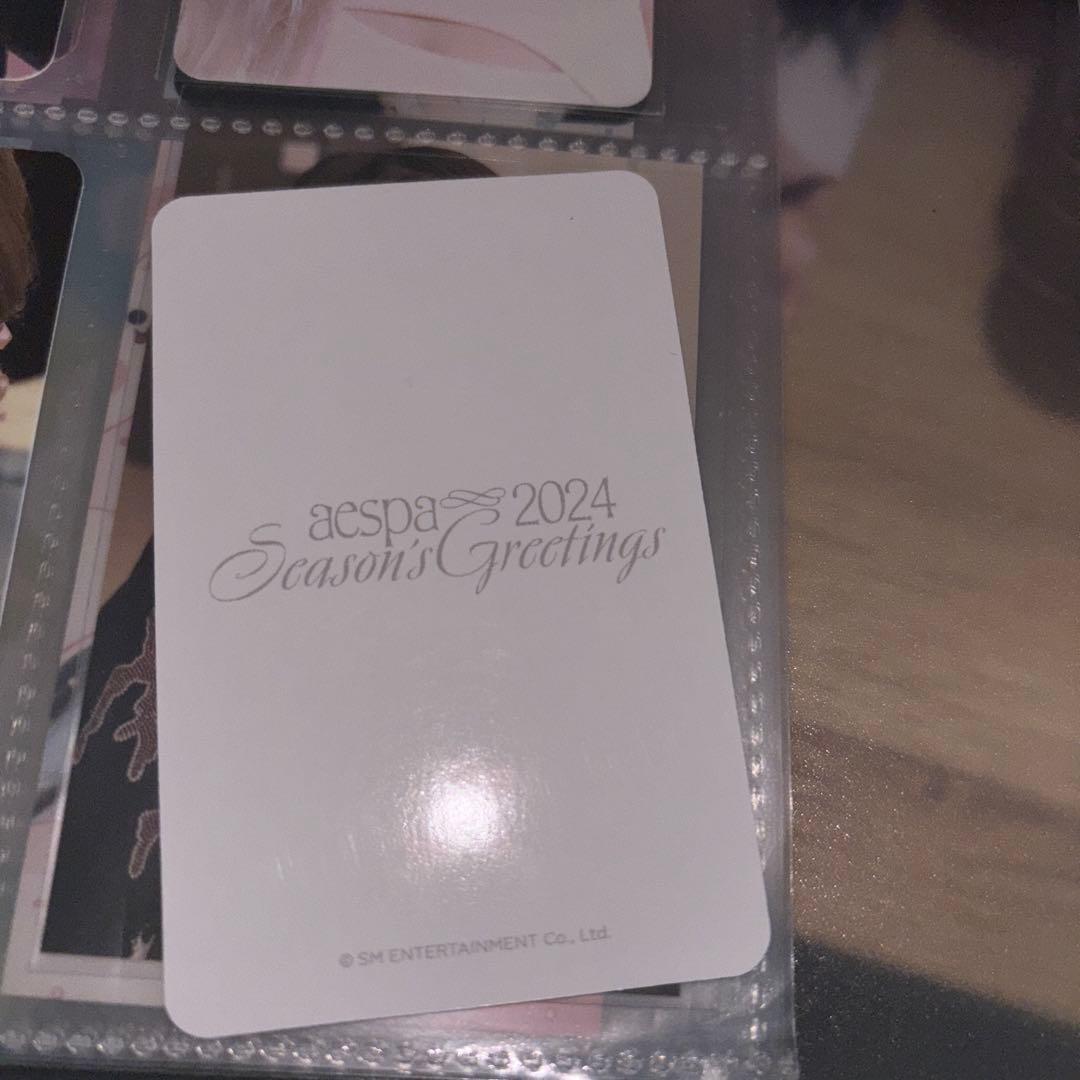 aespa 2024
Season's Greetings
© SM ENTERTAINMENT Co., Ltd.